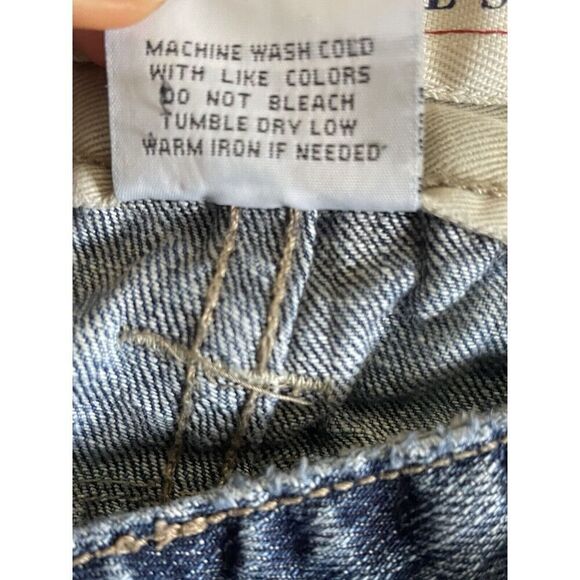 MACHINE WASH COLD
WITH LIKE COLORS
DO NOT BLEACH
TUMBLE DRY LOW
WARM IRON IF NEEDED